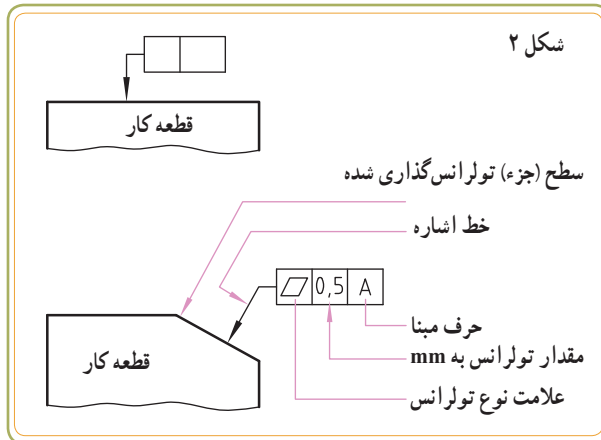 شکل ۲
قطعه کار
سطح (جزء) تولرانس‌گذاری شده
خط اشاره
0,5 A
حرف مبنا
قطعه کار
مقدار تولرانس به mm
علامت نوع تولرانس